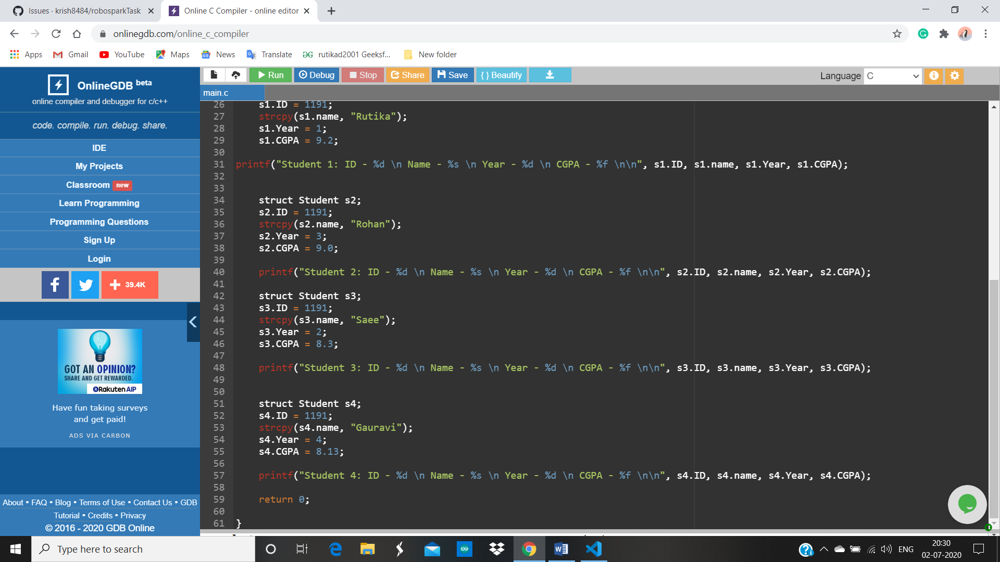 Issues · krish8484/robosparkTask
Online C Compiler - online editor
onlinegdb.com/online_c_compiler
Apps Gmail YouTube Maps News Translate rutikad2001 Geeksf... New folder
OnlineGDB beta
online compiler and debugger for c/c++
code. compile. run. debug. share.
IDE
My Projects
Classroom new
Learn Programming
Programming Questions
Sign Up
Login
39.4K
GOT AN OPINION?
SHARE AND GET REWARDED.
Rakuten AIP
Have fun taking surveys
and get paid!
ADS VIA CARBON
About • FAQ • Blog • Terms of Use • Contact Us • GDB
Tutorial • Credits • Privacy
© 2016 - 2020 GDB Online
Run Debug Stop Share Save { } Beautify
Language C
main.c
26 s1.ID = 1191;
27 strcpy(s1.name, "Rutika");
28 s1.Year = 1;
29 s1.CGPA = 9.2;
30
31 printf("Student 1: ID - %d \n Name - %s \n Year - %d \n CGPA - %f \n\n", s1.ID, s1.name, s1.Year, s1.CGPA);
32
33
34 struct Student s2;
35 s2.ID = 1191;
36 strcpy(s2.name, "Rohan");
37 s2.Year = 3;
38 s2.CGPA = 9.0;
39
40 printf("Student 2: ID - %d \n Name - %s \n Year - %d \n CGPA - %f \n\n", s2.ID, s2.name, s2.Year, s2.CGPA);
41
42 struct Student s3;
43 s3.ID = 1191;
44 strcpy(s3.name, "Saee");
45 s3.Year = 2;
46 s3.CGPA = 8.3;
47
48 printf("Student 3: ID - %d \n Name - %s \n Year - %d \n CGPA - %f \n\n", s3.ID, s3.name, s3.Year, s3.CGPA);
49
50
51 struct Student s4;
52 s4.ID = 1191;
53 strcpy(s4.name, "Gauravi");
54 s4.Year = 4;
55 s4.CGPA = 8.13;
56
57 printf("Student 4: ID - %d \n Name - %s \n Year - %d \n CGPA - %f \n\n", s4.ID, s4.name, s4.Year, s4.CGPA);
58
59 return 0;
60
61 }
Type here to search
ENG
20:30
02-07-2020